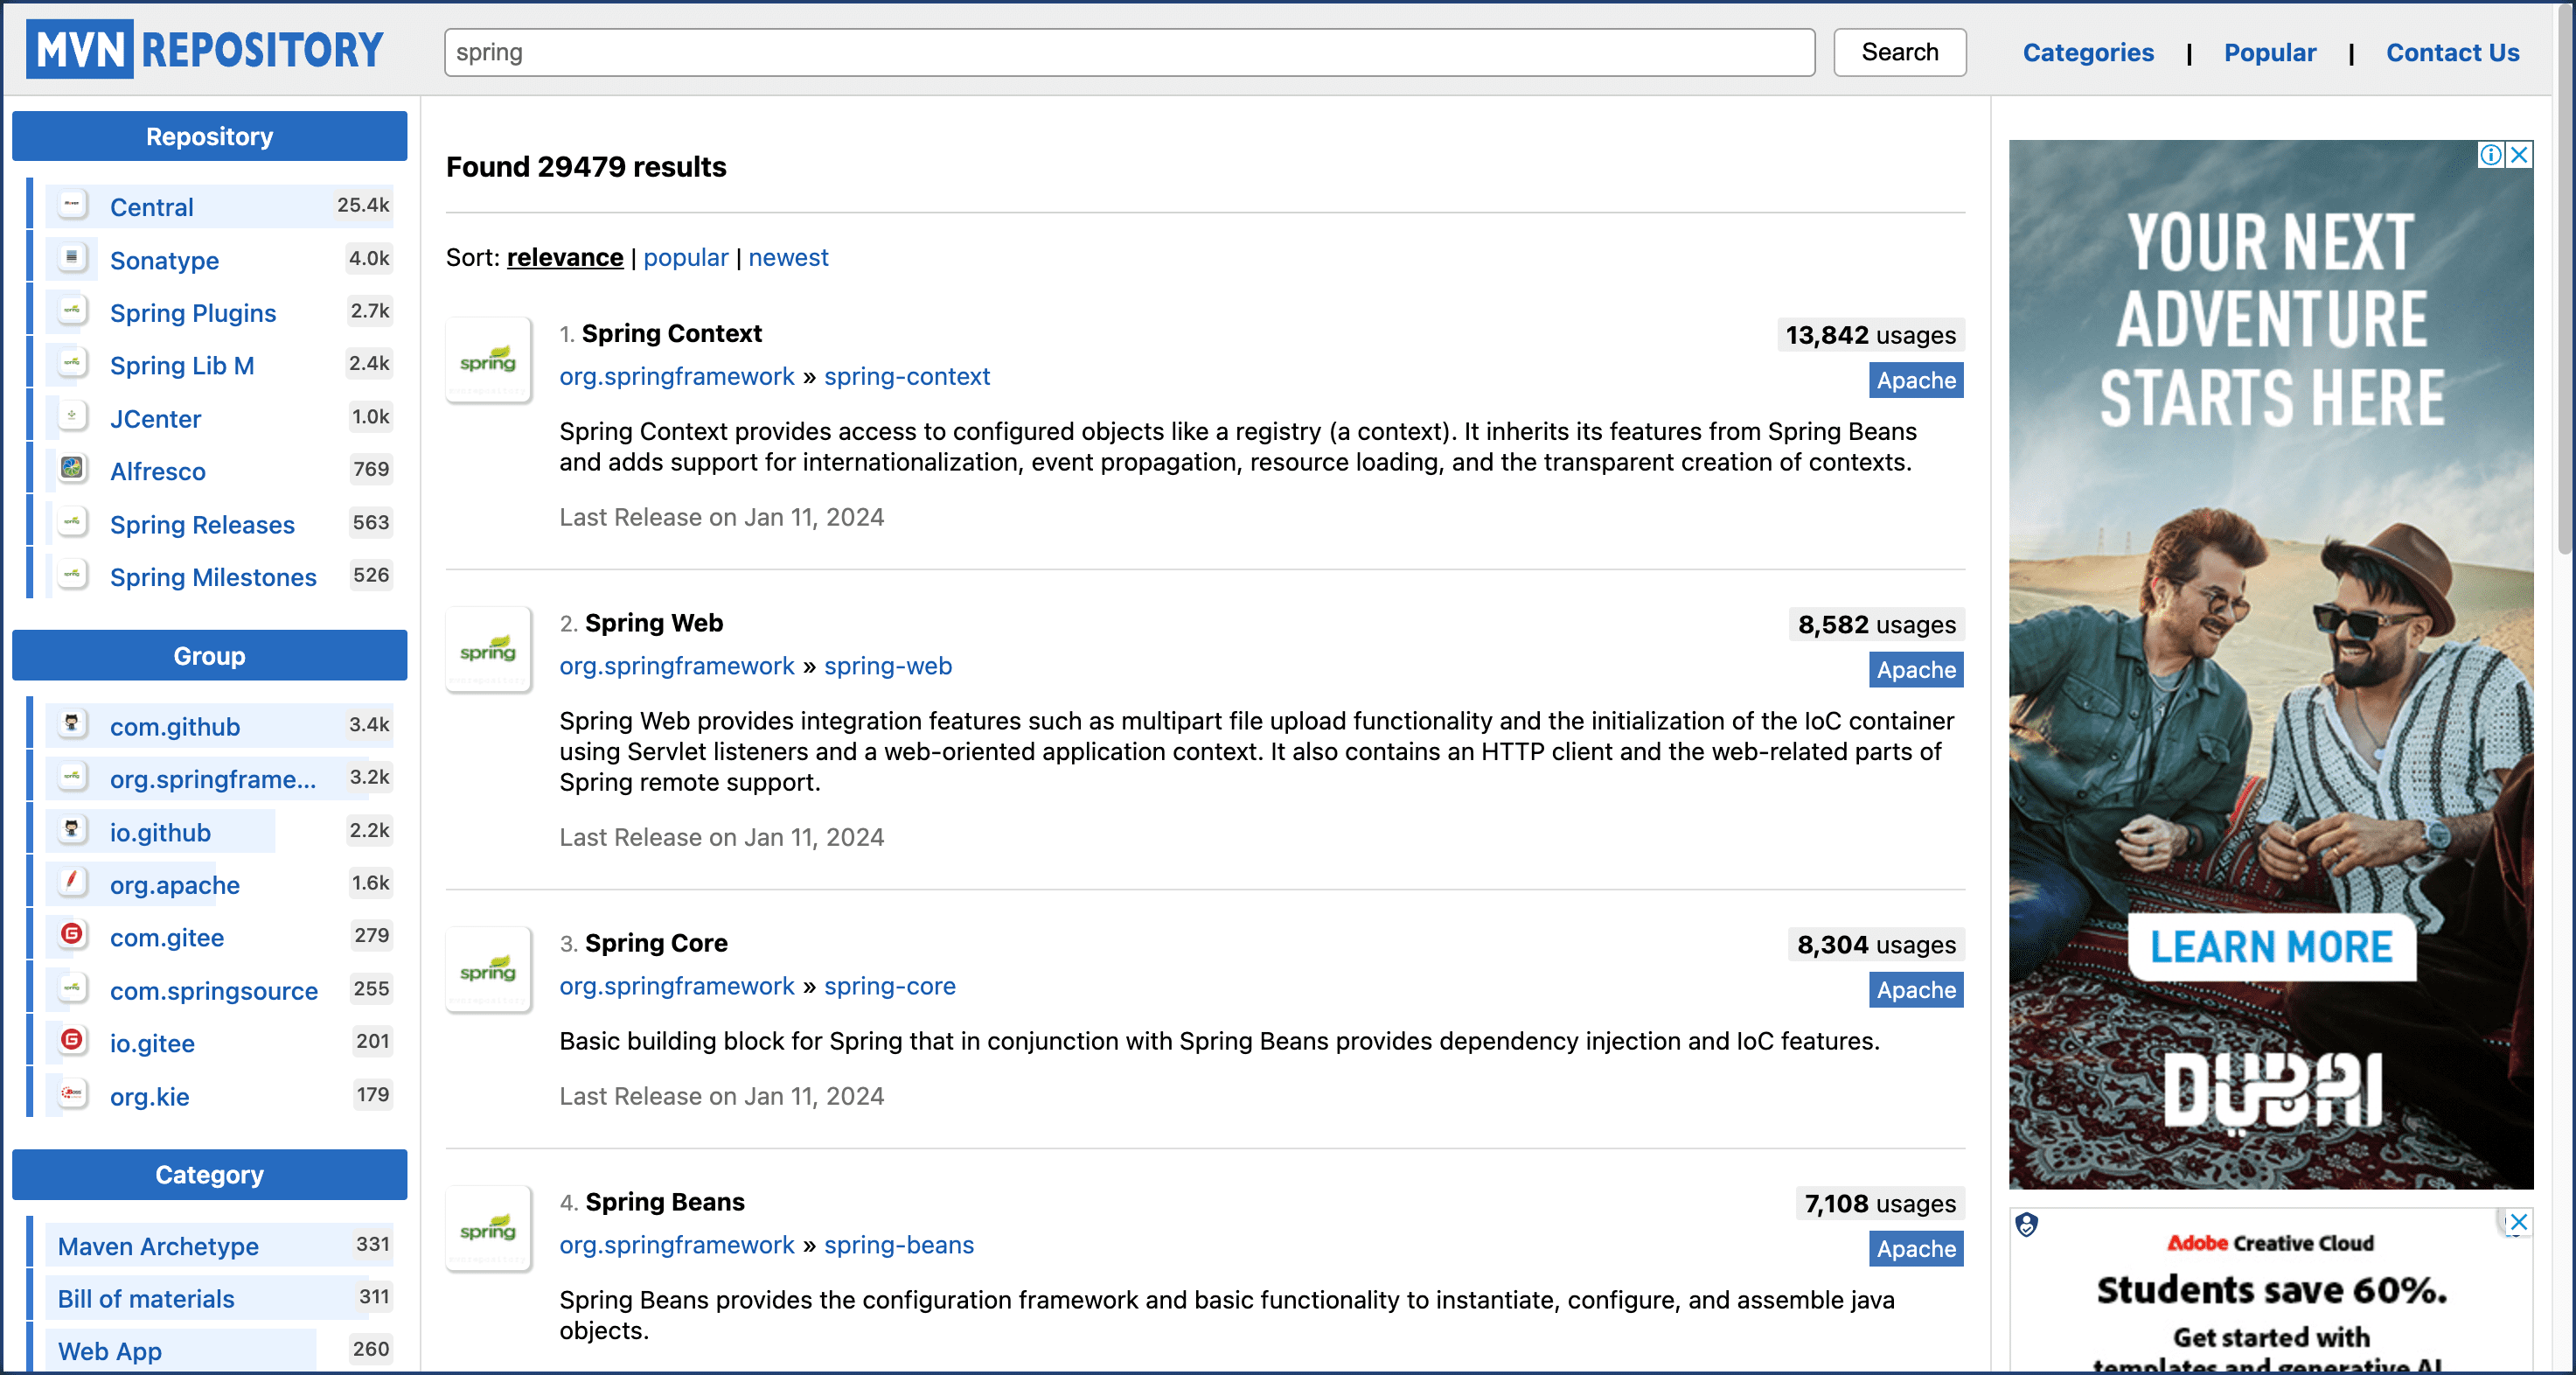 MVN REPOSITORY
spring
Search
Categories | Popular | Contact Us
Repository
Central 25.4k
Sonatype 4.0k
Spring Plugins 2.7k
Spring Lib M 2.4k
JCenter 1.0k
Alfresco 769
Spring Releases 563
Spring Milestones 526
Group
com.github 3.4k
org.springframe... 3.2k
io.github 2.2k
org.apache 1.6k
com.gitee 279
com.springsource 255
io.gitee 201
org.kie 179
Category
Maven Archetype 331
Bill of materials 311
Web App 260
Found 29479 results
Sort: relevance | popular | newest
spring
1. Spring Context
13,842 usages
org.springframework » spring-context
Apache
Spring Context provides access to configured objects like a registry (a context). It inherits its features from Spring Beans
and adds support for internationalization, event propagation, resource loading, and the transparent creation of contexts.
Last Release on Jan 11, 2024
spring
2. Spring Web
8,582 usages
org.springframework » spring-web
Apache
Spring Web provides integration features such as multipart file upload functionality and the initialization of the IoC container
using Servlet listeners and a web-oriented application context. It also contains an HTTP client and the web-related parts of
Spring remote support.
Last Release on Jan 11, 2024
spring
3. Spring Core
8,304 usages
org.springframework » spring-core
Apache
Basic building block for Spring that in conjunction with Spring Beans provides dependency injection and IoC features.
Last Release on Jan 11, 2024
spring
4. Spring Beans
7,108 usages
org.springframework » spring-beans
Apache
Spring Beans provides the configuration framework and basic functionality to instantiate, configure, and assemble java
objects.
YOUR NEXT
ADVENTURE
STARTS HERE
LEARN MORE
DUBAI
Adobe Creative Cloud
Students save 60%.
Get started with
templates and generative AI